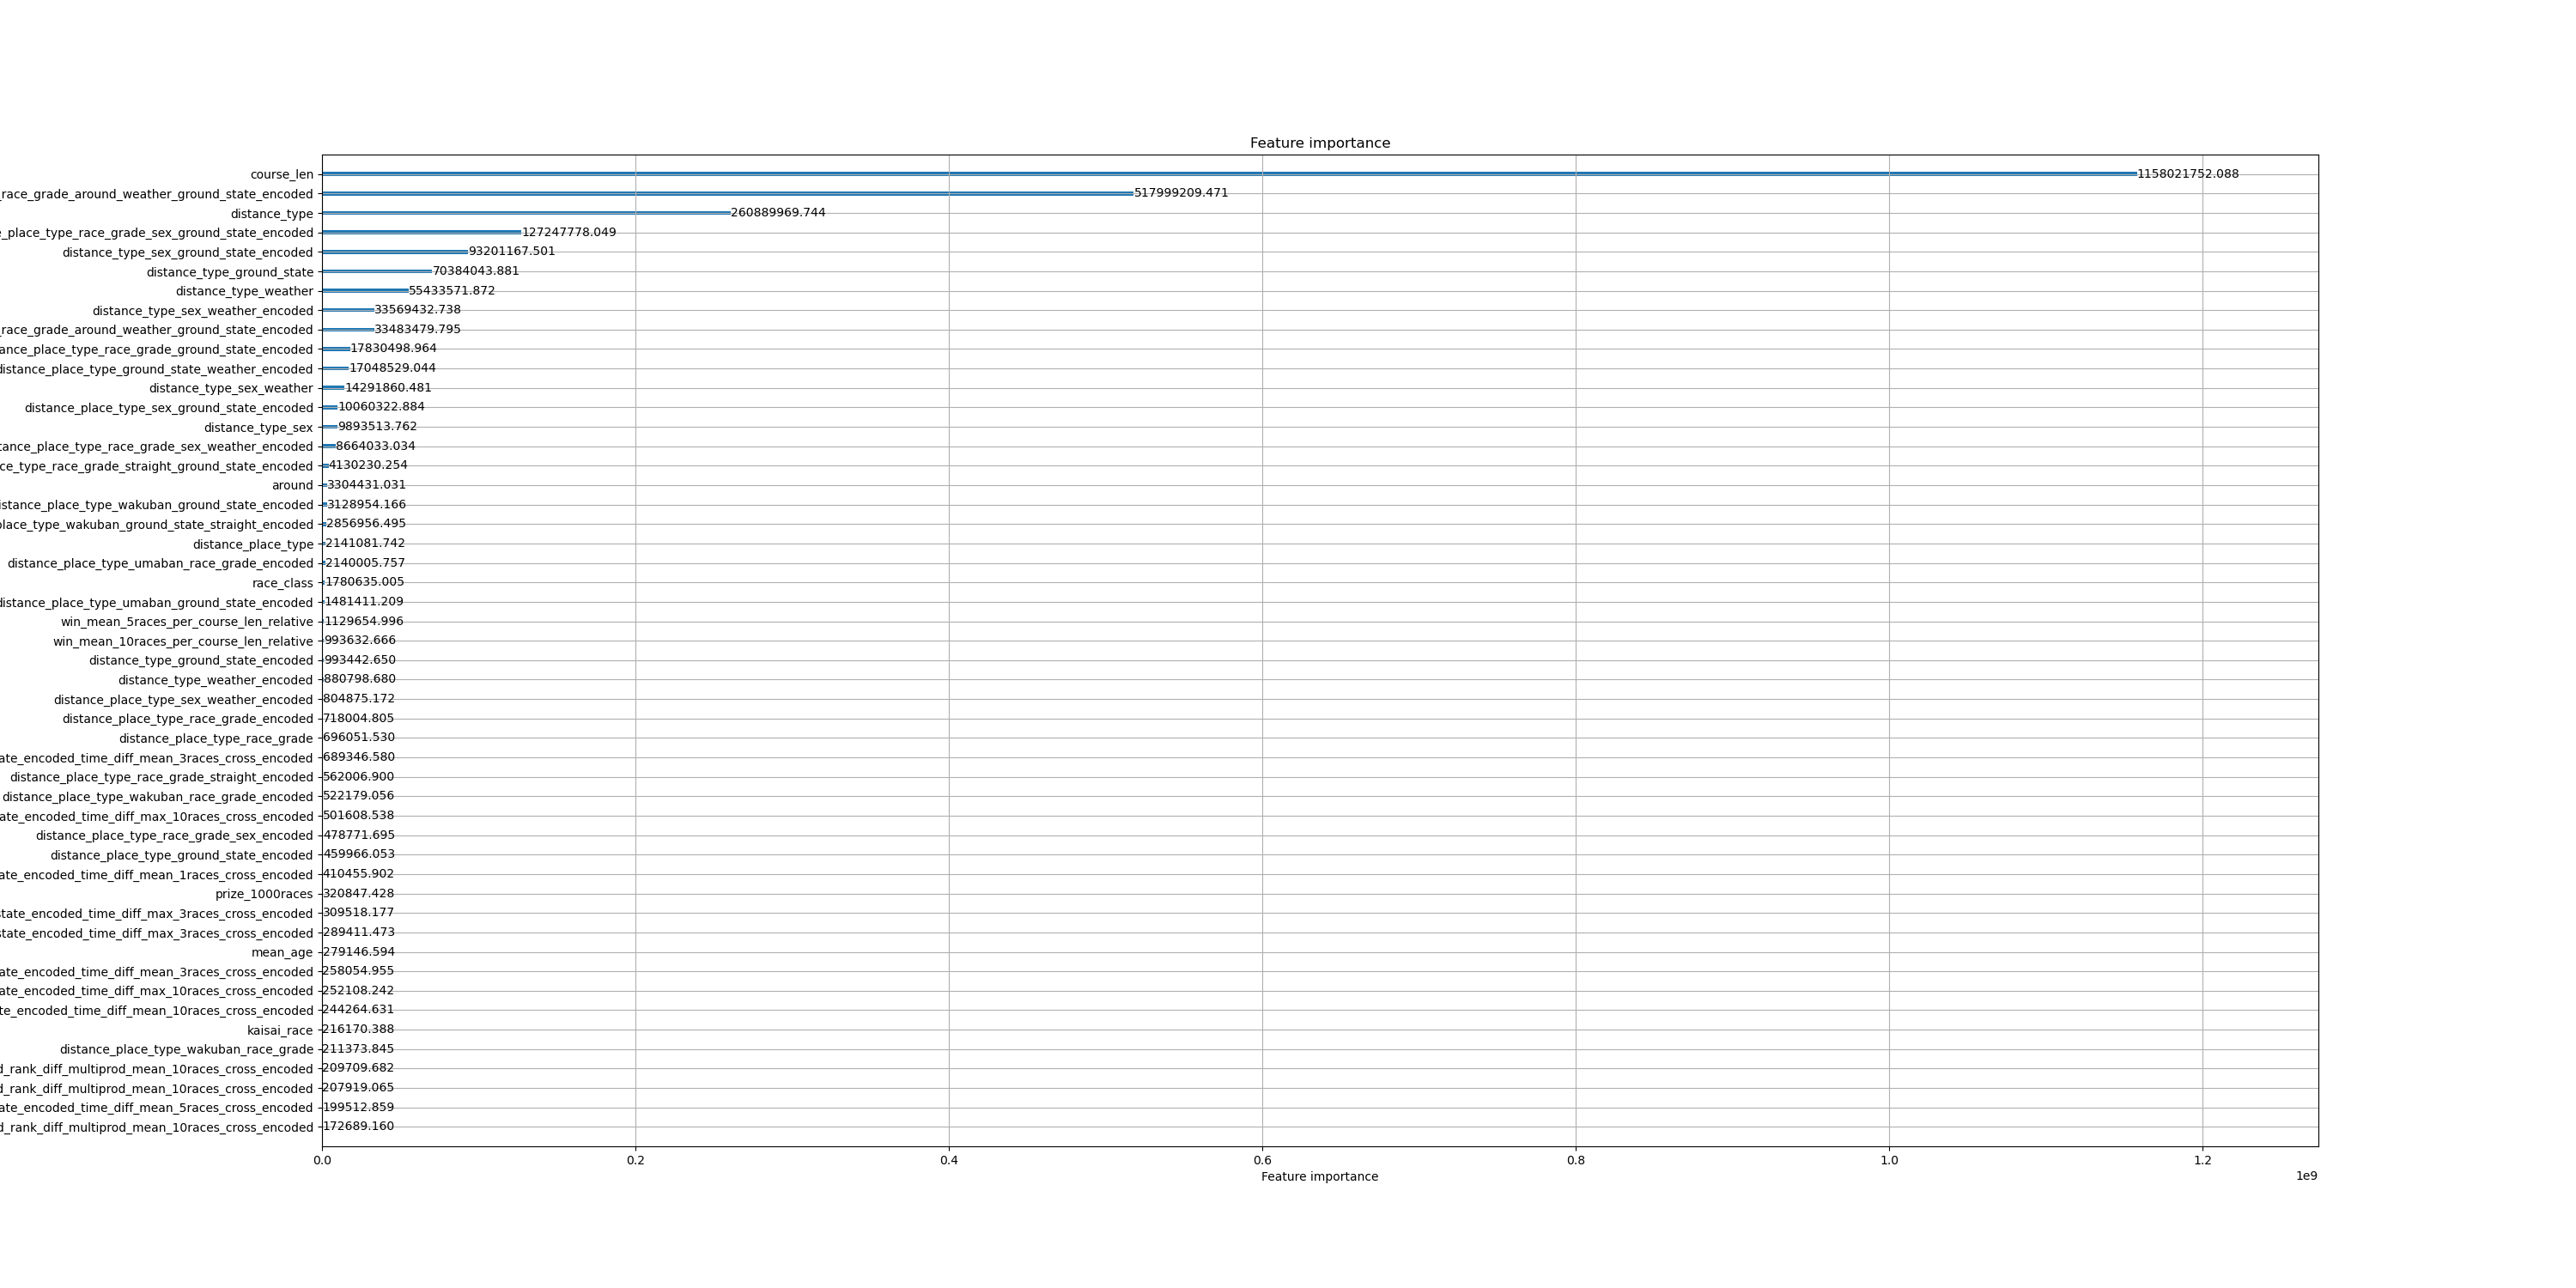 Feature importance
course_len 1158021752.088
race_grade_around_weather_ground_state_encoded 517999209.471
distance_type 260889969.744
place_type_race_grade_sex_ground_state_encoded 127247778.049
distance_type_sex_ground_state_encoded 93201167.501
distance_type_ground_state 70384043.881
distance_type_weather 55433571.872
distance_type_sex_weather_encoded 33569432.738
race_grade_around_weather_ground_state_encoded 33483479.795
ance_place_type_race_grade_ground_state_encoded 17830498.964
distance_place_type_ground_state_weather_encoded 17048529.044
distance_type_sex_weather 14291860.481
distance_place_type_sex_ground_state_encoded 10060322.884
distance_type_sex 9893513.762
tance_place_type_race_grade_sex_weather_encoded 8664033.034
ce_type_race_grade_straight_ground_state_encoded 4130230.254
around 3304431.031
istance_place_type_wakuban_ground_state_encoded 3128954.166
place_type_wakuban_ground_state_straight_encoded 2856956.495
distance_place_type 2141081.742
distance_place_type_umaban_race_grade_encoded 2140005.757
race_class 1780635.005
distance_place_type_umaban_ground_state_encoded 1481411.209
win_mean_5races_per_course_len_relative 1129654.996
win_mean_10races_per_course_len_relative 993632.666
distance_type_ground_state_encoded 993442.650
distance_type_weather_encoded 880798.680
distance_place_type_sex_weather_encoded 804875.172
distance_place_type_race_grade_encoded 718004.805
distance_place_type_race_grade 696051.530
ate_encoded_time_diff_mean_3races_cross_encoded 689346.580
distance_place_type_race_grade_straight_encoded 562006.900
distance_place_type_wakuban_race_grade_encoded 522179.056
ate_encoded_time_diff_max_10races_cross_encoded 501608.538
distance_place_type_race_grade_sex_encoded 478771.695
distance_place_type_ground_state_encoded 459966.053
ate_encoded_time_diff_mean_1races_cross_encoded 410455.902
prize_1000races 320847.428
tate_encoded_time_diff_max_3races_cross_encoded 309518.177
tate_encoded_time_diff_max_3races_cross_encoded 289411.473
mean_age 279146.594
ate_encoded_time_diff_mean_3races_cross_encoded 258054.955
ate_encoded_time_diff_max_10races_cross_encoded 252108.242
te_encoded_time_diff_mean_10races_cross_encoded 244264.631
kaisai_race 216170.388
distance_place_type_wakuban_race_grade 211373.845
d_rank_diff_multiprod_mean_10races_cross_encoded 209709.682
d_rank_diff_multiprod_mean_10races_cross_encoded 207919.065
ate_encoded_time_diff_mean_5races_cross_encoded 199512.859
d_rank_diff_multiprod_mean_10races_cross_encoded 172689.160
0.0 0.2 0.4 0.6 0.8 1.0 1.2
Feature importance
1e9